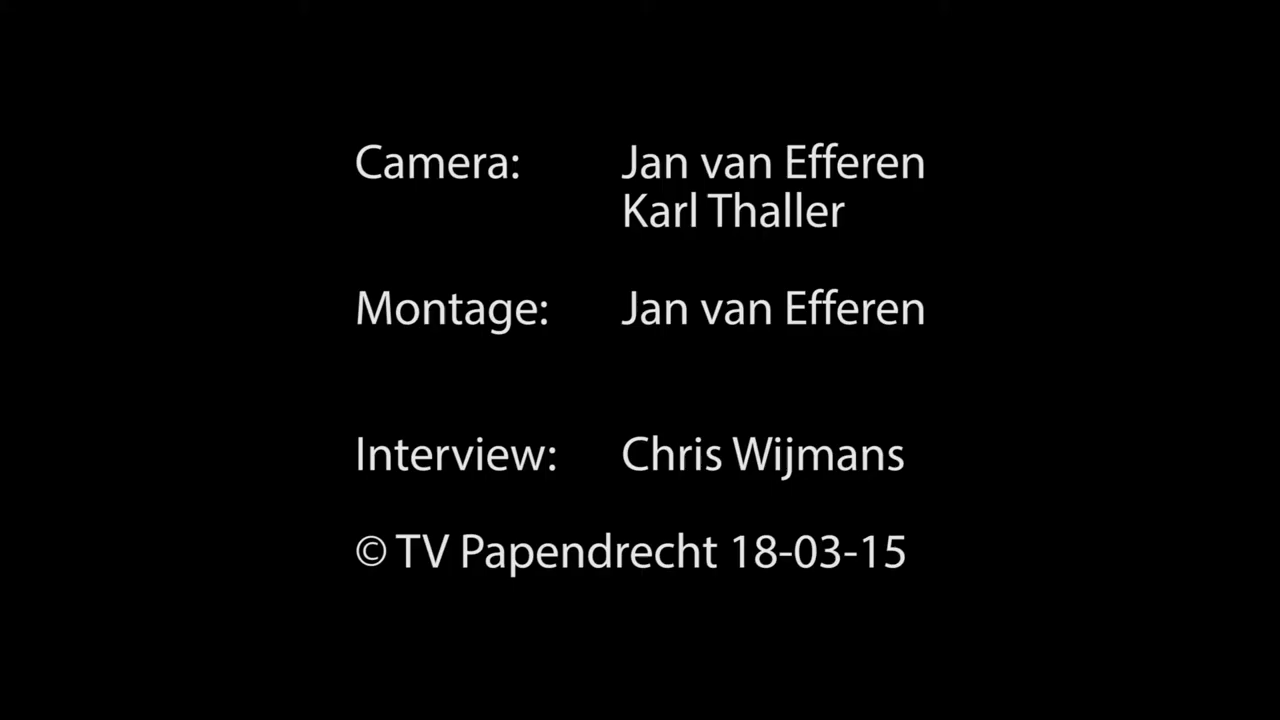 Camera: Jan van Efferen
Karl Thaller
Montage: Jan van Efferen
Interview: Chris Wijmans
© TV Papendrecht 18-03-15